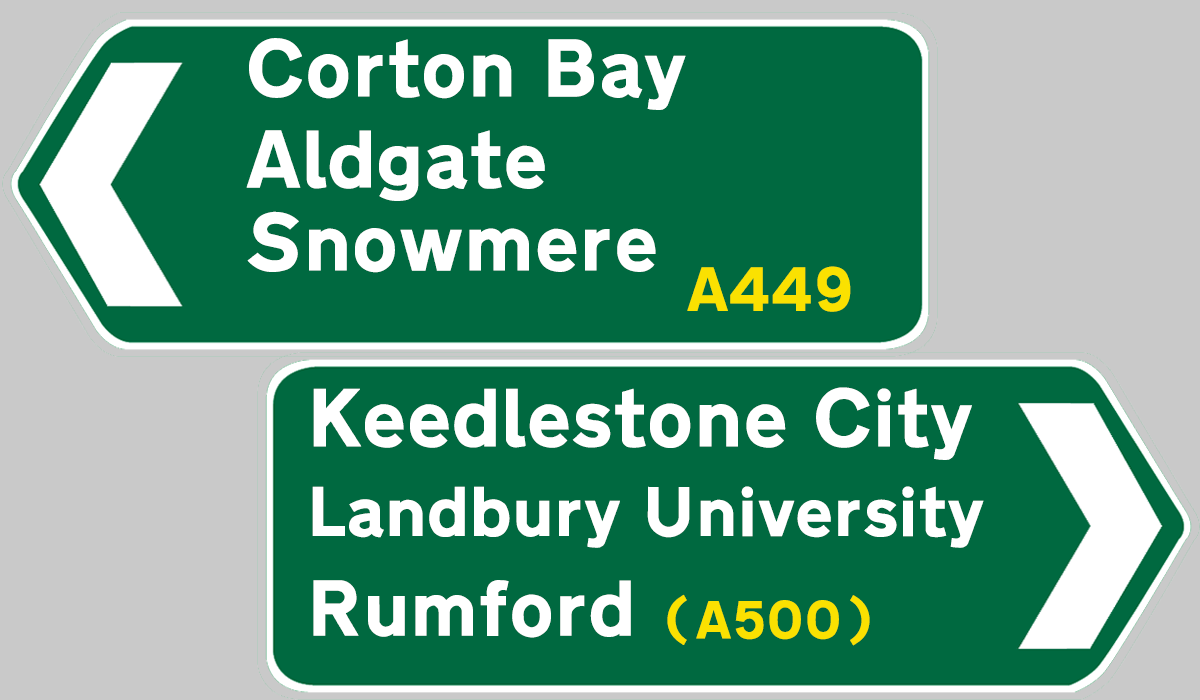 Corton Bay
Aldgate
Snowmere
A449
Keedlestone City
Landbury University
Rumford (A500)